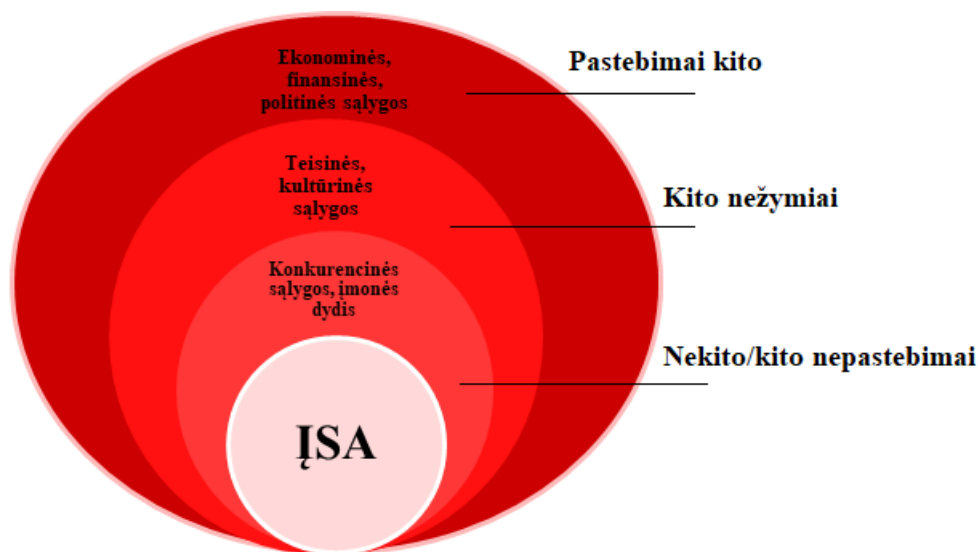 Ekonominės,
finansinės,
politinės sąlygos
Pastebimai kito
Teisinės,
kultūrinės
sąlygos
Kito nežymiai
Konkurencinės
sąlygos, įmonės
dydis
Nekito/kito nepastebimai
ĮSA